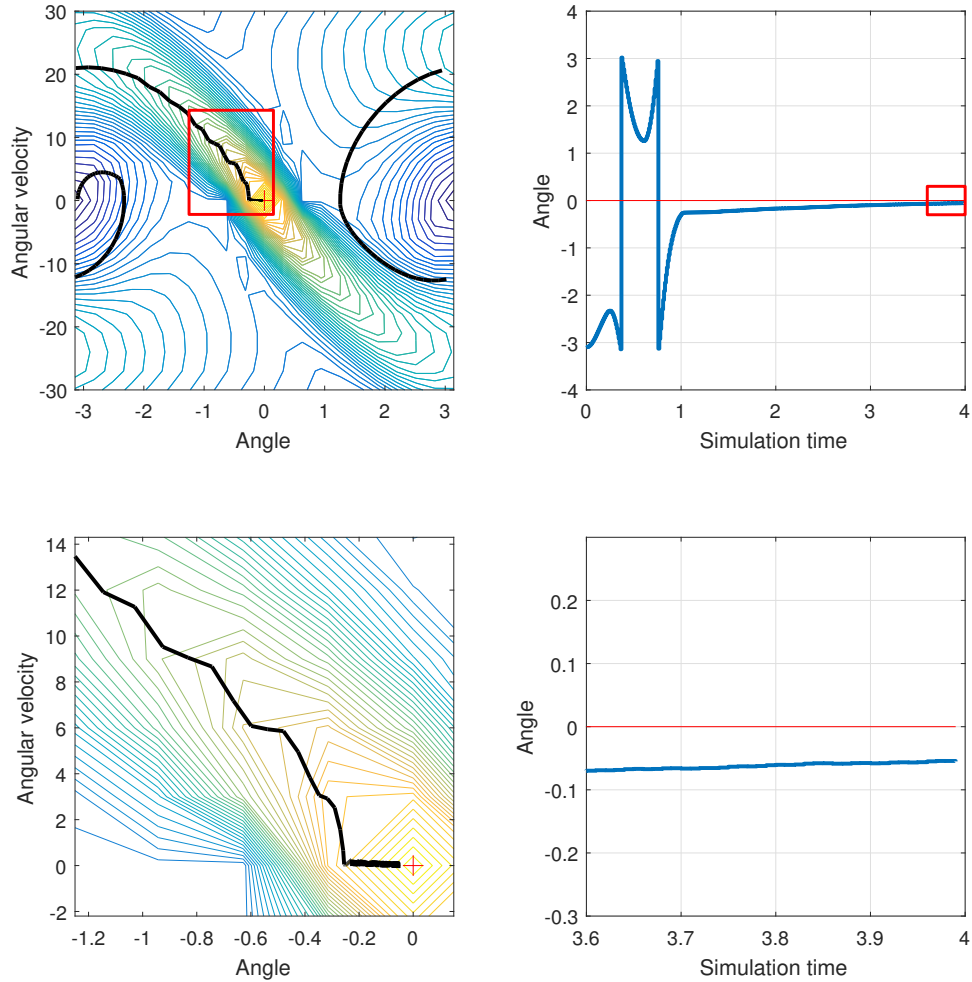 30
20
10
0
-10
-20
-30
Angular velocity
-3 -2 -1 0 1 2 3
Angle
4
3
2
1
0
-1
-2
-3
-4
Angle
0 1 2 3 4
Simulation time
14
12
10
8
6
4
2
0
-2
Angular velocity
-1.2 -1 -0.8 -0.6 -0.4 -0.2 0
Angle
0.2
0.1
0
-0.1
-0.2
-0.3
Angle
3.6 3.7 3.8 3.9 4
Simulation time